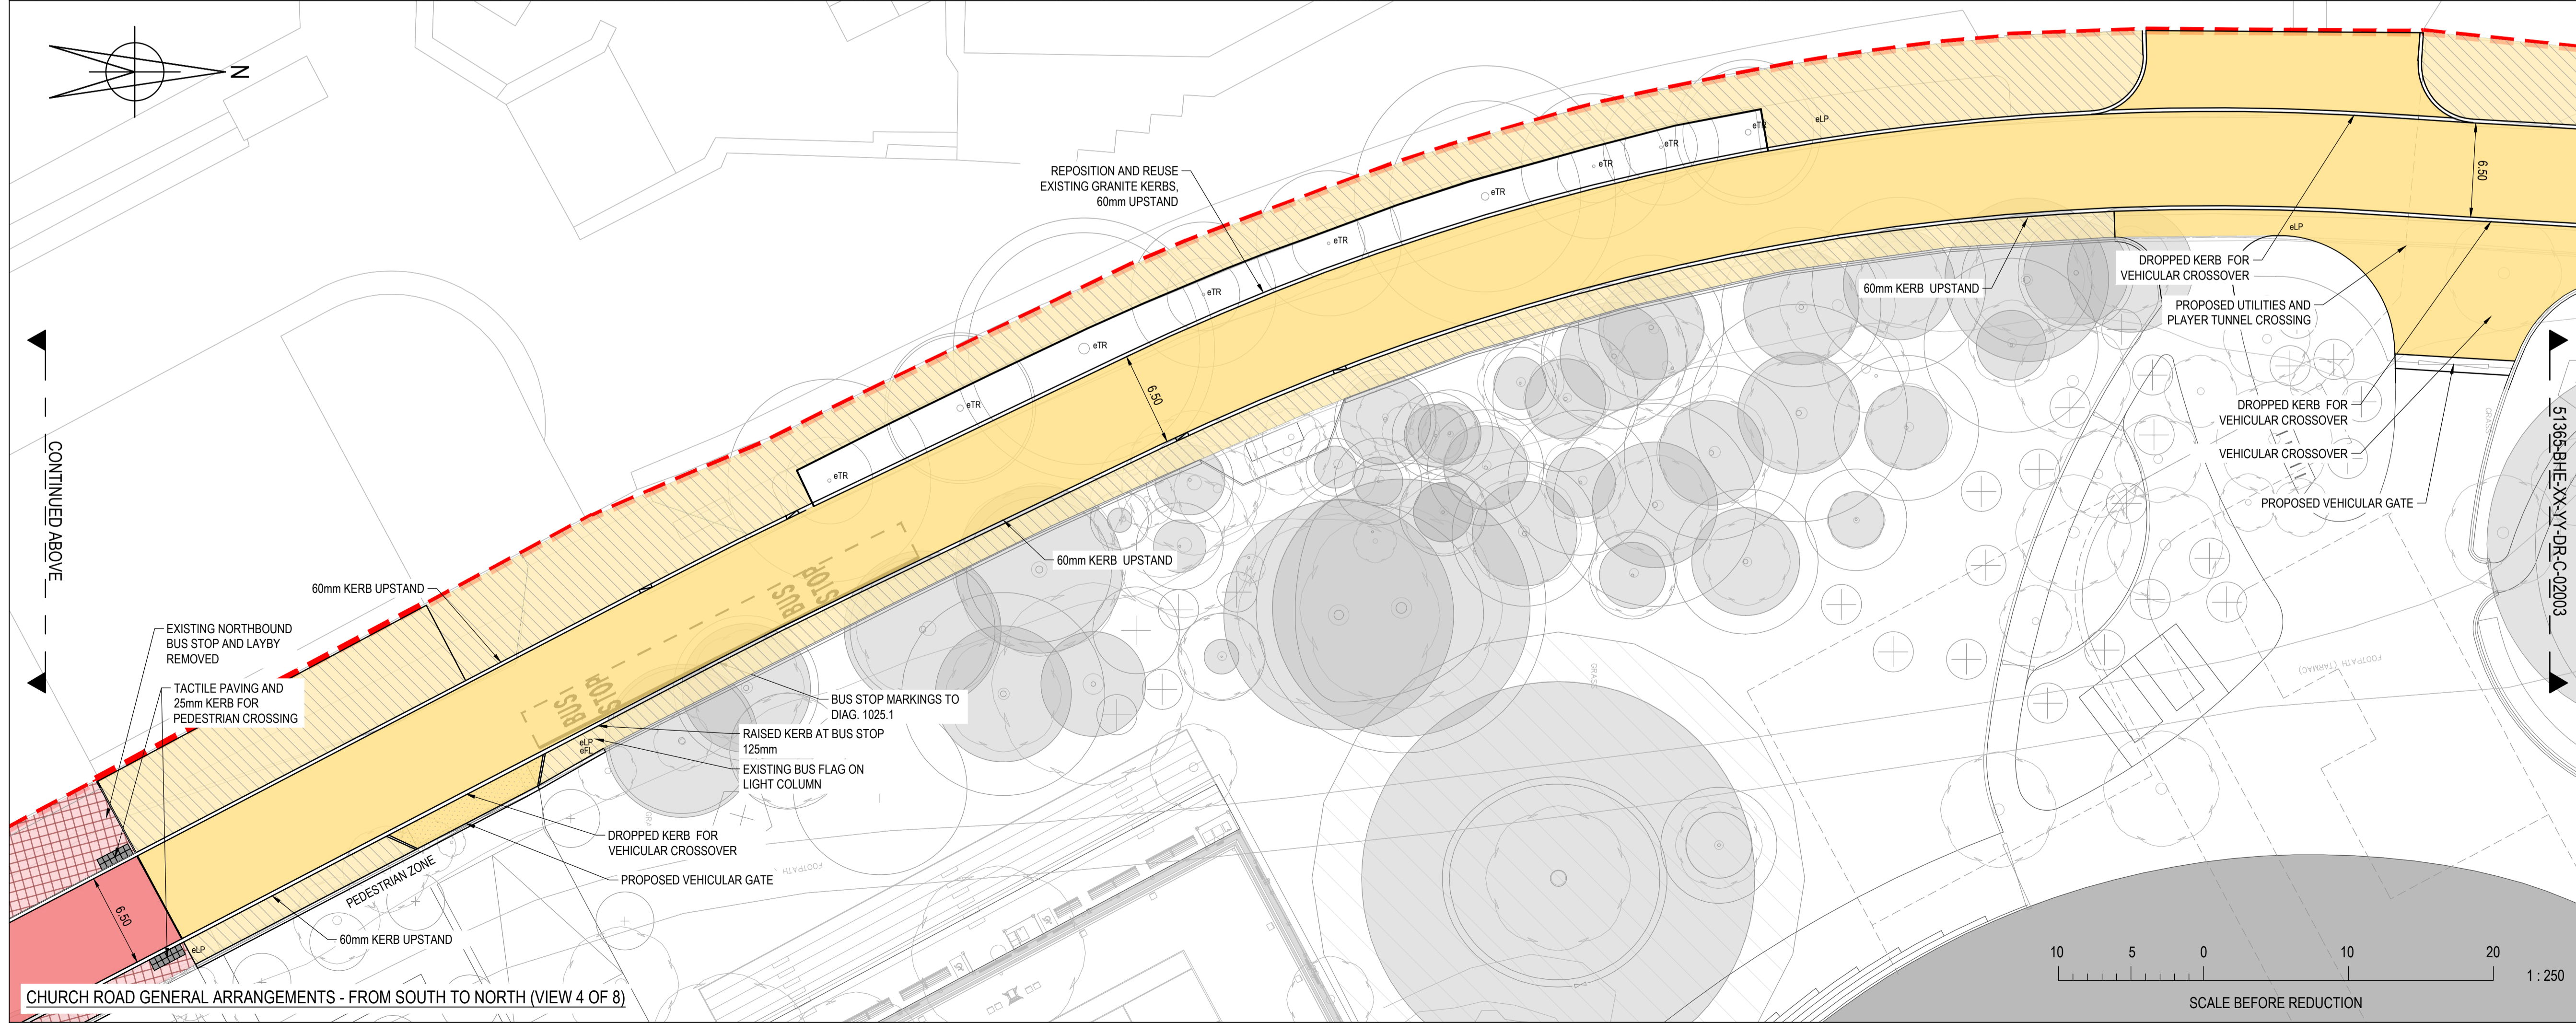 N
REPOSITION AND REUSE
EXISTING GRANITE KERBS,
60mm UPSTAND
eTR
eTR
eTR
eTR
eTR
eTR
eTR
eTR
eTR
eLP
6.50
eLP
DROPPED KERB FOR
VEHICULAR CROSSOVER
60mm KERB UPSTAND
PROPOSED UTILITIES AND
PLAYER TUNNEL CROSSING
6.50
DROPPED KERB FOR
VEHICULAR CROSSOVER
VEHICULAR CROSSOVER
PROPOSED VEHICULAR GATE
GRASS
51365-BHE-XX-YY-DR-C-02003
CONTINUED ABOVE
60mm KERB UPSTAND
60mm KERB UPSTAND
BUS
STOP
BUS
STOP
EXISTING NORTHBOUND
BUS STOP AND LAYBY
REMOVED
TACTILE PAVING AND
25mm KERB FOR
PEDESTRIAN CROSSING
BUS STOP MARKINGS TO
DIAG. 1025.1
RAISED KERB AT BUS STOP
125mm
eLP
eFL
EXISTING BUS FLAG ON
LIGHT COLUMN
GRASS
FOOTPATH (TARMAC)
DROPPED KERB FOR
VEHICULAR CROSSOVER
PEDESTRIAN ZONE
PROPOSED VEHICULAR GATE
FOOTPATH
6.50
60mm KERB UPSTAND
eLP
10 5 0 10 20
1 : 250
SCALE BEFORE REDUCTION
CHURCH ROAD GENERAL ARRANGEMENTS - FROM SOUTH TO NORTH (VIEW 4 OF 8)